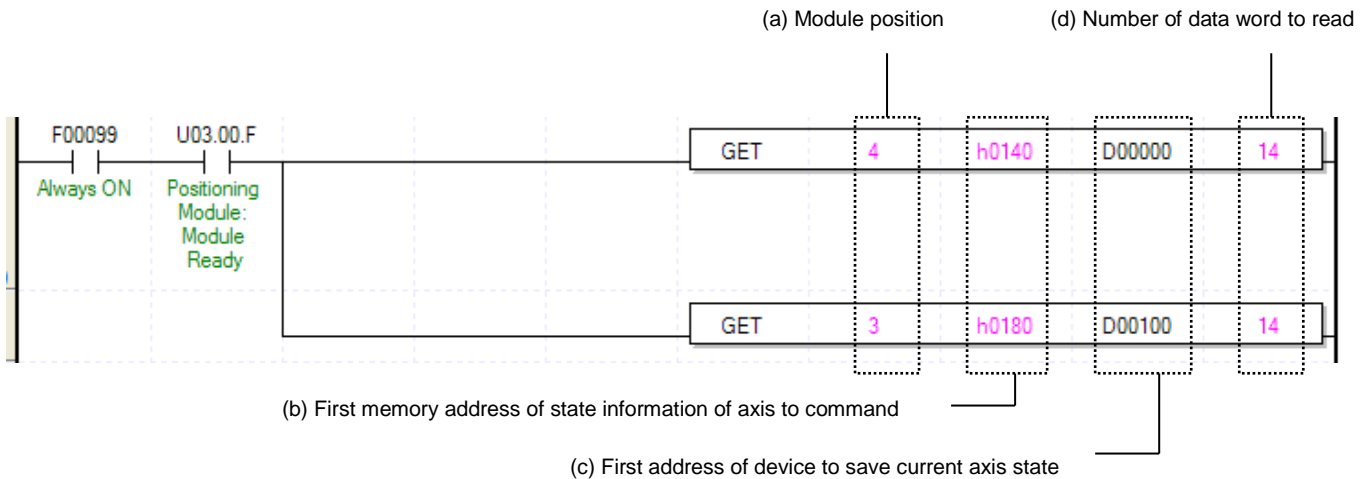 (a) Module position (d) Number of data word to read
F00099 U03.00.F
GET 4 h0140 D00000 14
Always ON Positioning
Module:
Module
Ready
GET 3 h0180 D00100 14
(b) First memory address of state information of axis to command
(c) First address of device to save current axis state